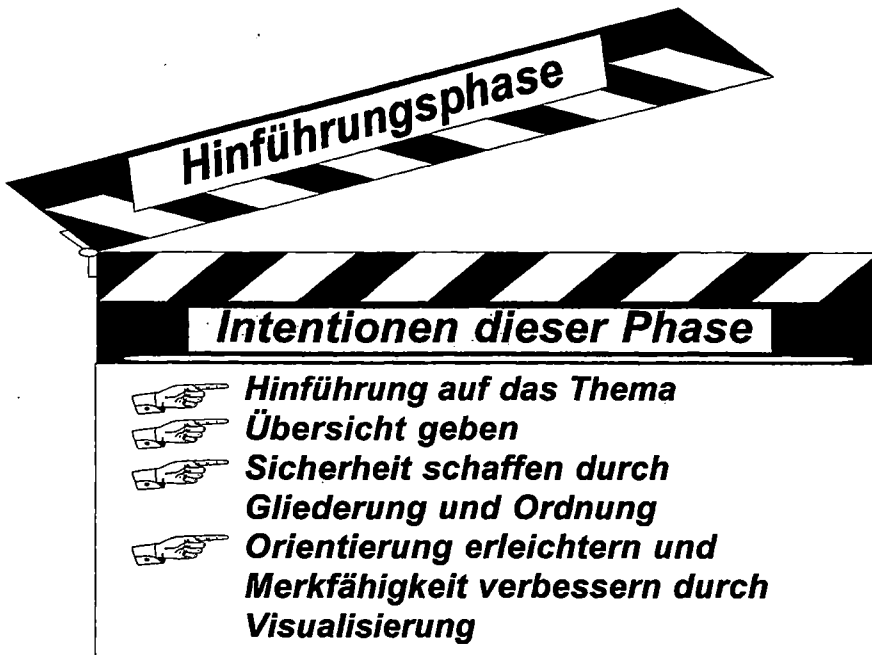 Hinführungsphase
Intentionen dieser Phase
Hinführung auf das Thema
Übersicht geben
Sicherheit schaffen durch
Gliederung und Ordnung
Orientierung erleichtern und
Merkfähigkeit verbessern durch
Visualisierung